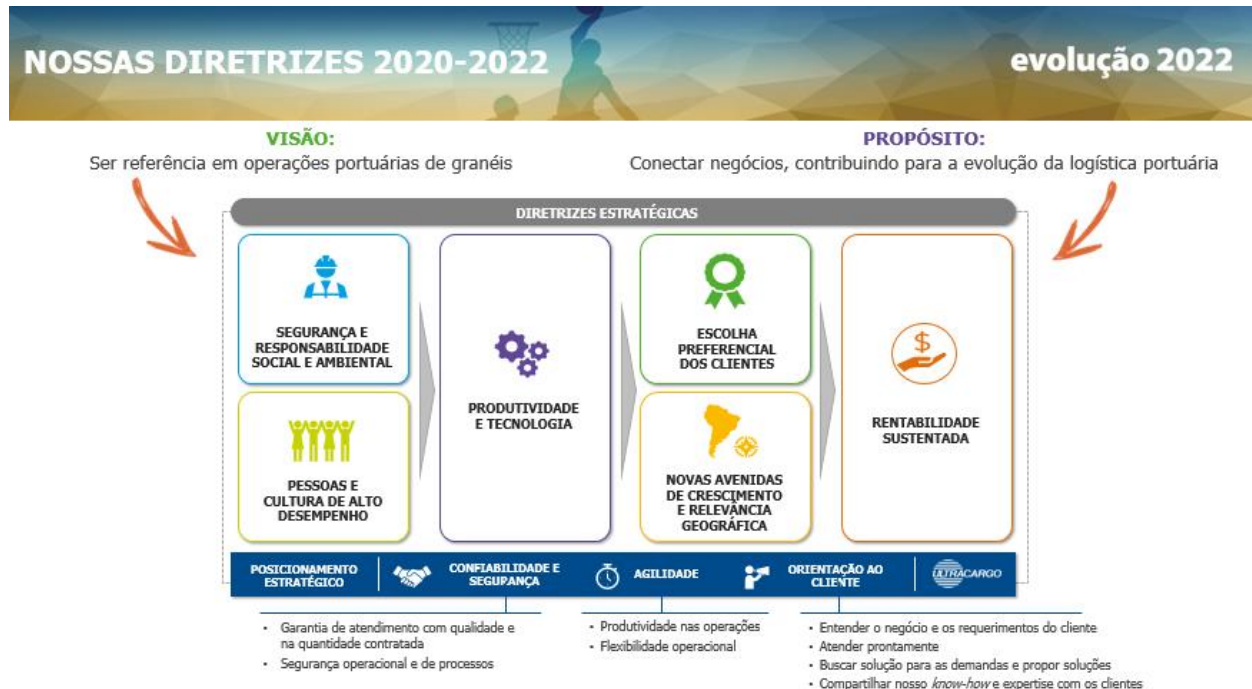 NOSSAS DIRETRIZES 2020-2022
evolução 2022
VISÃO:
Ser referência em operações portuárias de granéis
PROPÓSITO:
Conectar negócios, contribuindo para a evolução da logística portuária
DIRETRIZES ESTRATÉGICAS
SEGURANÇA E
RESPONSABILIDADE
SOCIAL E AMBIENTAL
PESSOAS E
CULTURA DE ALTO
DESEMPENHO
PRODUTIVIDADE
E TECNOLOGIA
ESCOLHA
PREFERENCIAL
DOS CLIENTES
NOVAS AVENIDAS
DE CRESCIMENTO
E RELEVÂNCIA
GEOGRÁFICA
$
RENTABILIDADE
SUSTENTADA
POSICIONAMENTO
ESTRATÉGICO
CONFIABILIDADE E
SEGURANÇA
AGILIDADE
ORIENTAÇÃO AO
CLIENTE
ULTRACARGO
• Garantia de atendimento com qualidade e
na quantidade contratada
• Segurança operacional e de processos
• Produtividade nas operações
• Flexibilidade operacional
• Entender o negócio e os requerimentos do cliente
• Atender prontamente
• Buscar solução para as demandas e propor soluções
• Compartilhar nosso know-how e expertise com os clientes